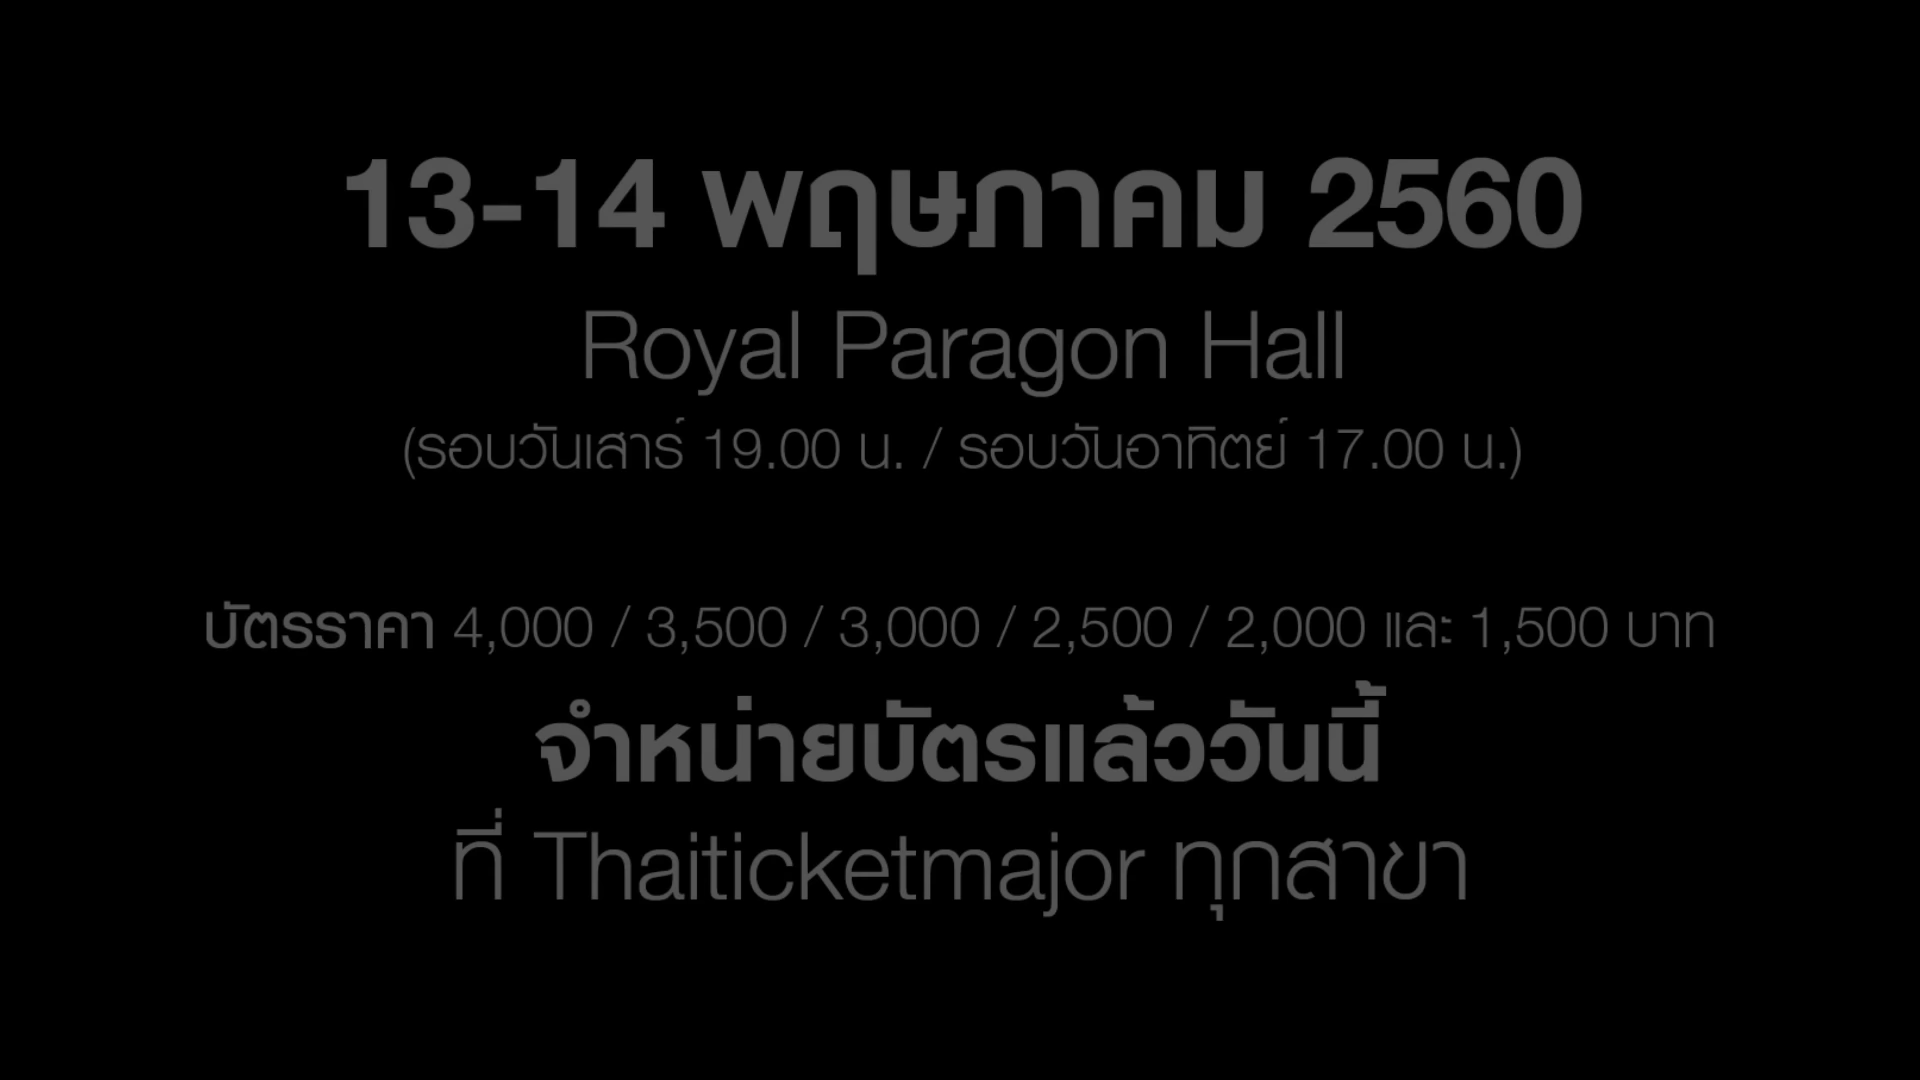 13-14 พฤษภาคม 2560
Royal Paragon Hall
(รอบวันเสาร์ 19.00 น. / รอบวันอาทิตย์ 17.00 น.)
บัตรราคา 4,000 / 3,500 / 3,000 / 2,500 / 2,000 และ 1,500 บาท
จำหน่ายบัตรแล้ววันนี้
ที่ Thaiticketmajor ทุกสาขา